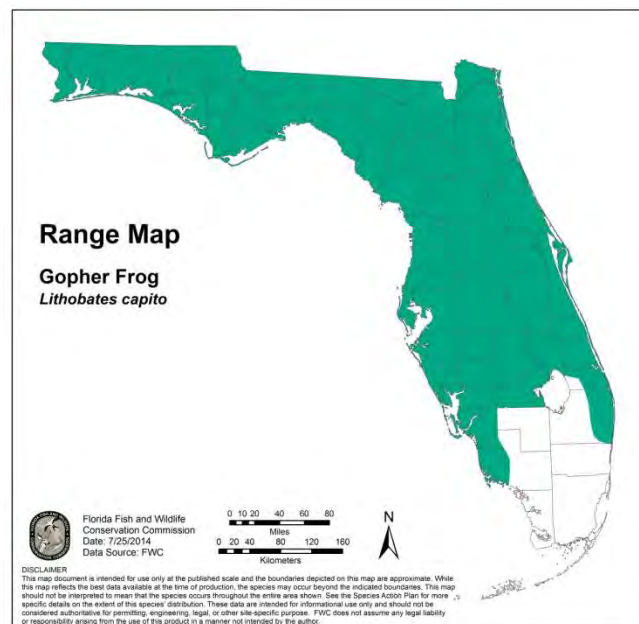 Range Map
Gopher Frog
Lithobates capito
Florida Fish and Wildlife
Conservation Commission
Date: 7/25/2014
Data Source: FWC
0 10 20 40 60 80
Miles
0 20 40 80 120 160
Kilometers
N
DISCLAIMER
This map document is intended for use only at the published scale and the boundaries depicted on this map are approximate. While
this map reflects the best data available at the time of production, the species may occur beyond the indicated boundaries. This map
should not be interpreted to mean that the species occurs throughout the entire area shown. See the Species Action Plan for more
specific details on the extent of this species' distribution. These data are intended for informational use only and should not be
considered authoritative for permitting, engineering, legal, or other site-specific purpose. FWC does not assume any legal liability
or responsibility arising from the use of this product in a manner not intended by the author.